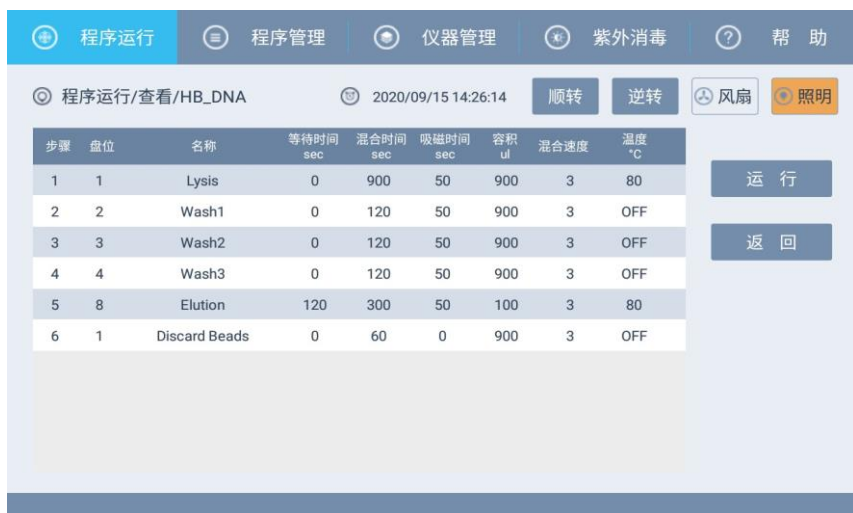 程序运行 程序管理 仪器管理 紫外消毒 帮 助
程序运行/查看/HB_DNA 2020/09/15 14:26:14 顺转 逆转 风扇 照明
步骤 盘位 名称 等待时间 sec 混合时间 sec 吸磁时间 sec 容积 ul 混合速度 温度 °C
1 1 Lysis 0 900 50 900 3 80
2 2 Wash1 0 120 50 900 3 OFF
3 3 Wash2 0 120 50 900 3 OFF
4 4 Wash3 0 120 50 900 3 OFF
5 8 Elution 120 300 50 100 3 80
6 1 Discard Beads 0 60 0 900 3 OFF
运 行
返 回